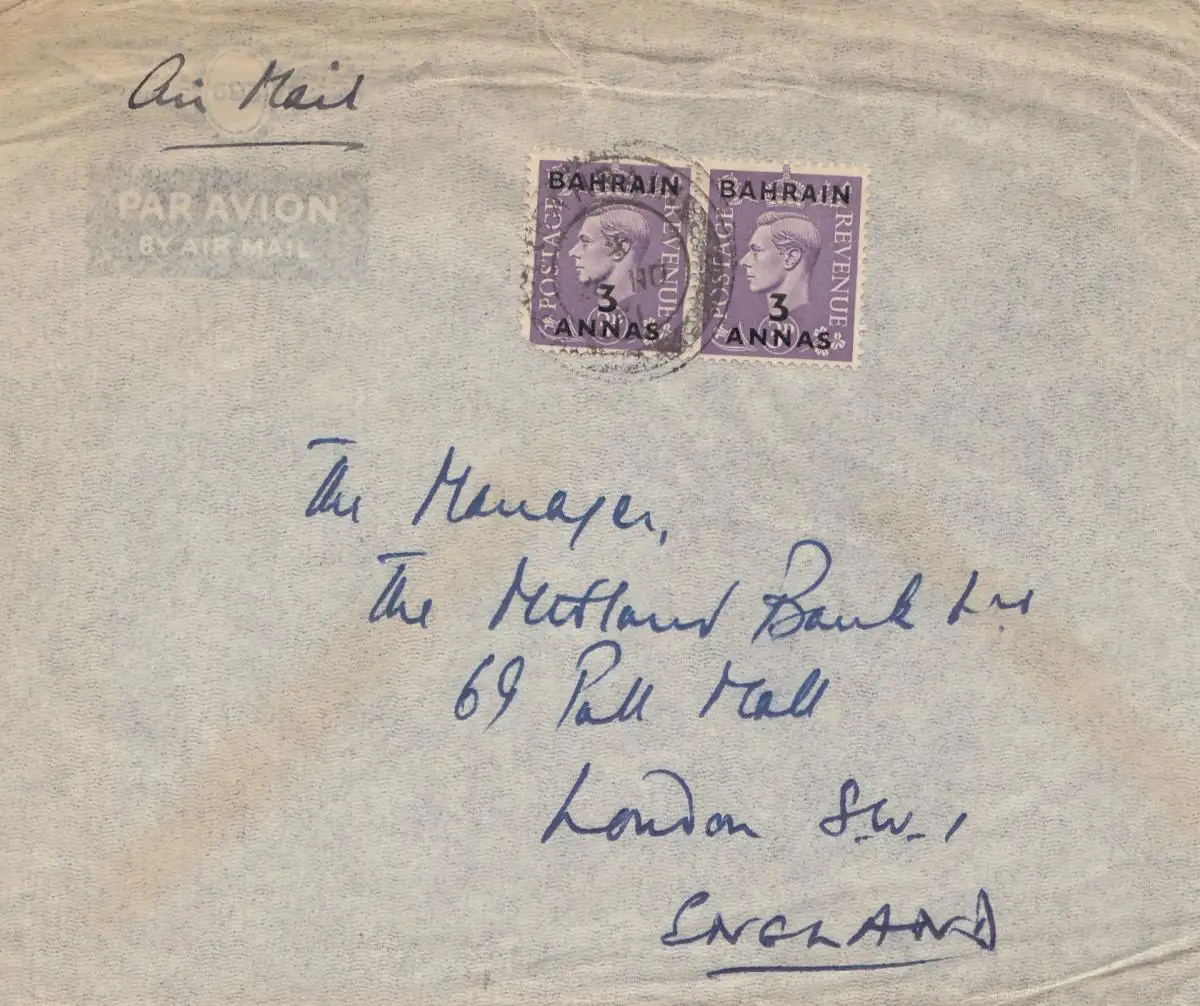 Air Mail
PAR AVION
BY AIR MAIL
BAHRAIN
POSTAGE REVENUE
3
ANNAS
BAHRAIN
POSTAGE REVENUE
3
ANNAS
The Manager,
The Midland Bank Ltd
69 Pall Mall
London S.W.1
ENGLAND